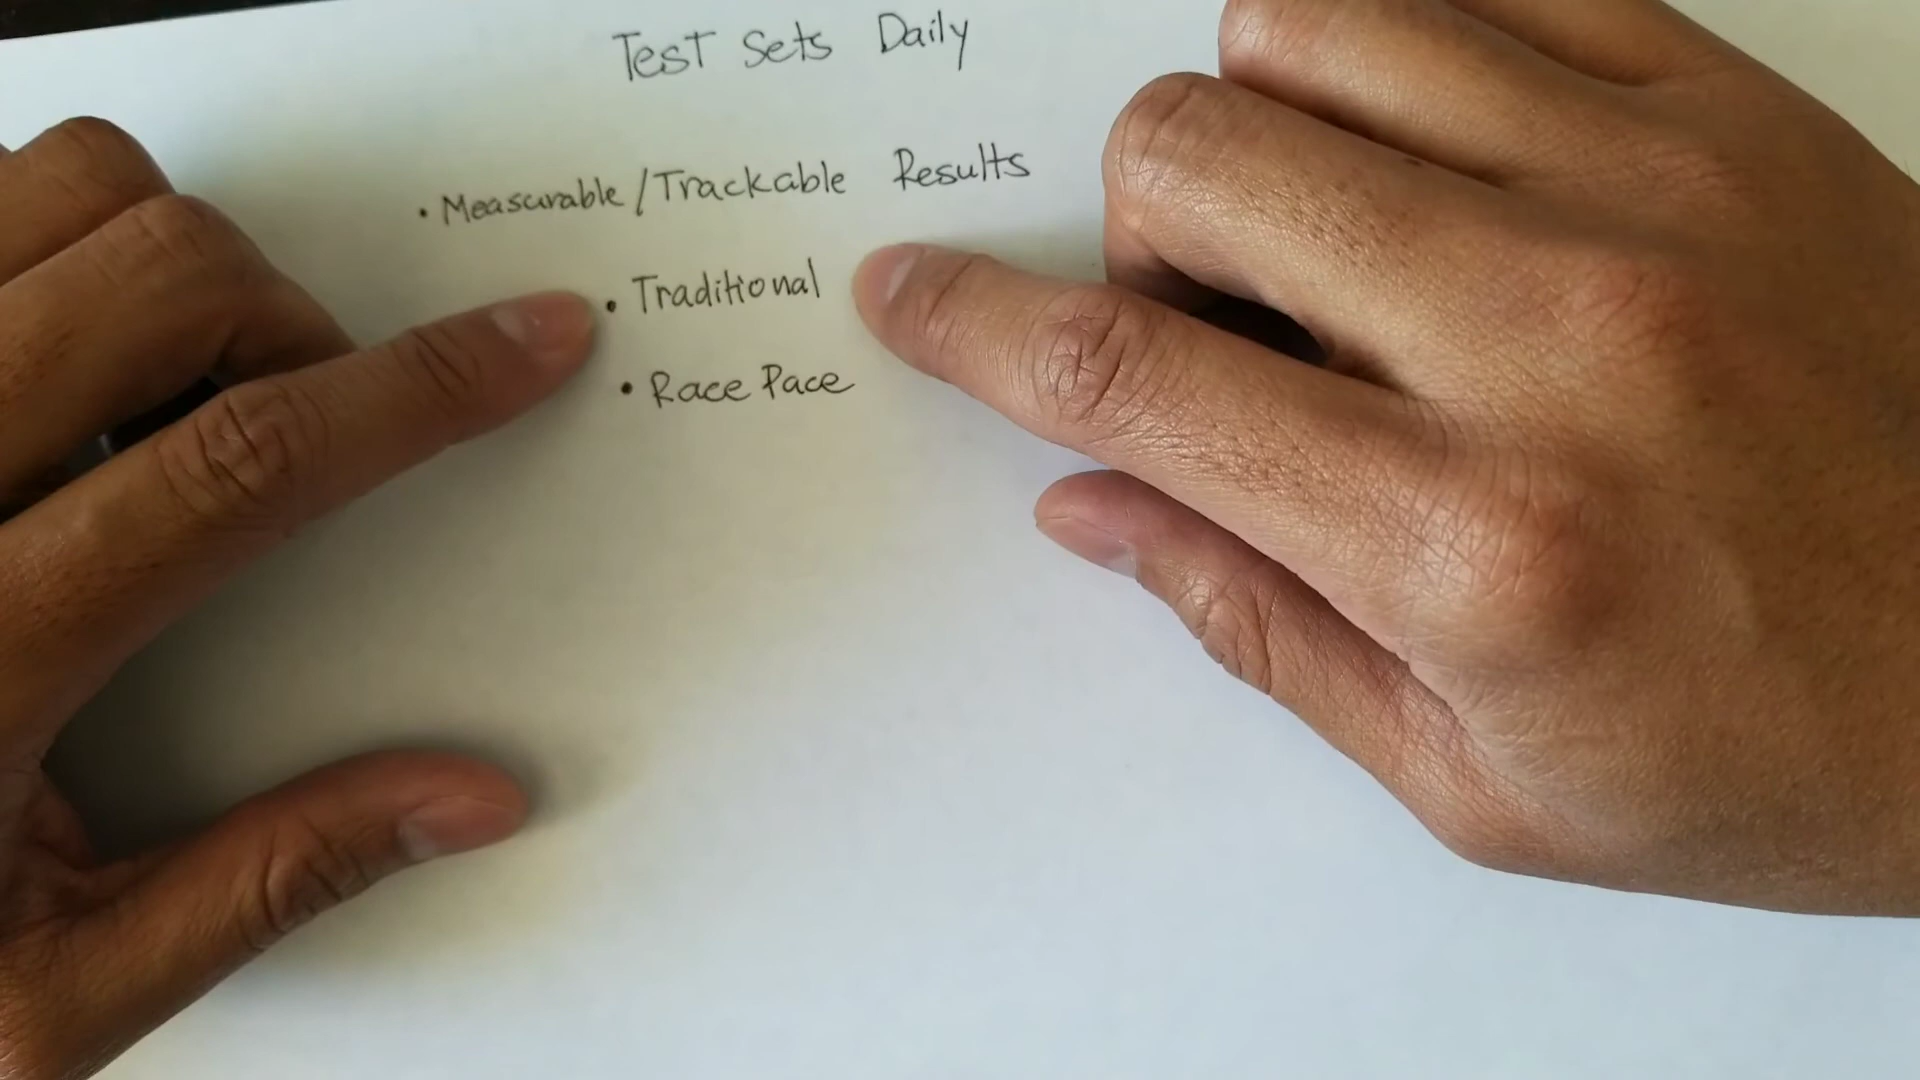 Test Sets Daily
• Measurable/Trackable Results
• Traditional
• Race Pace